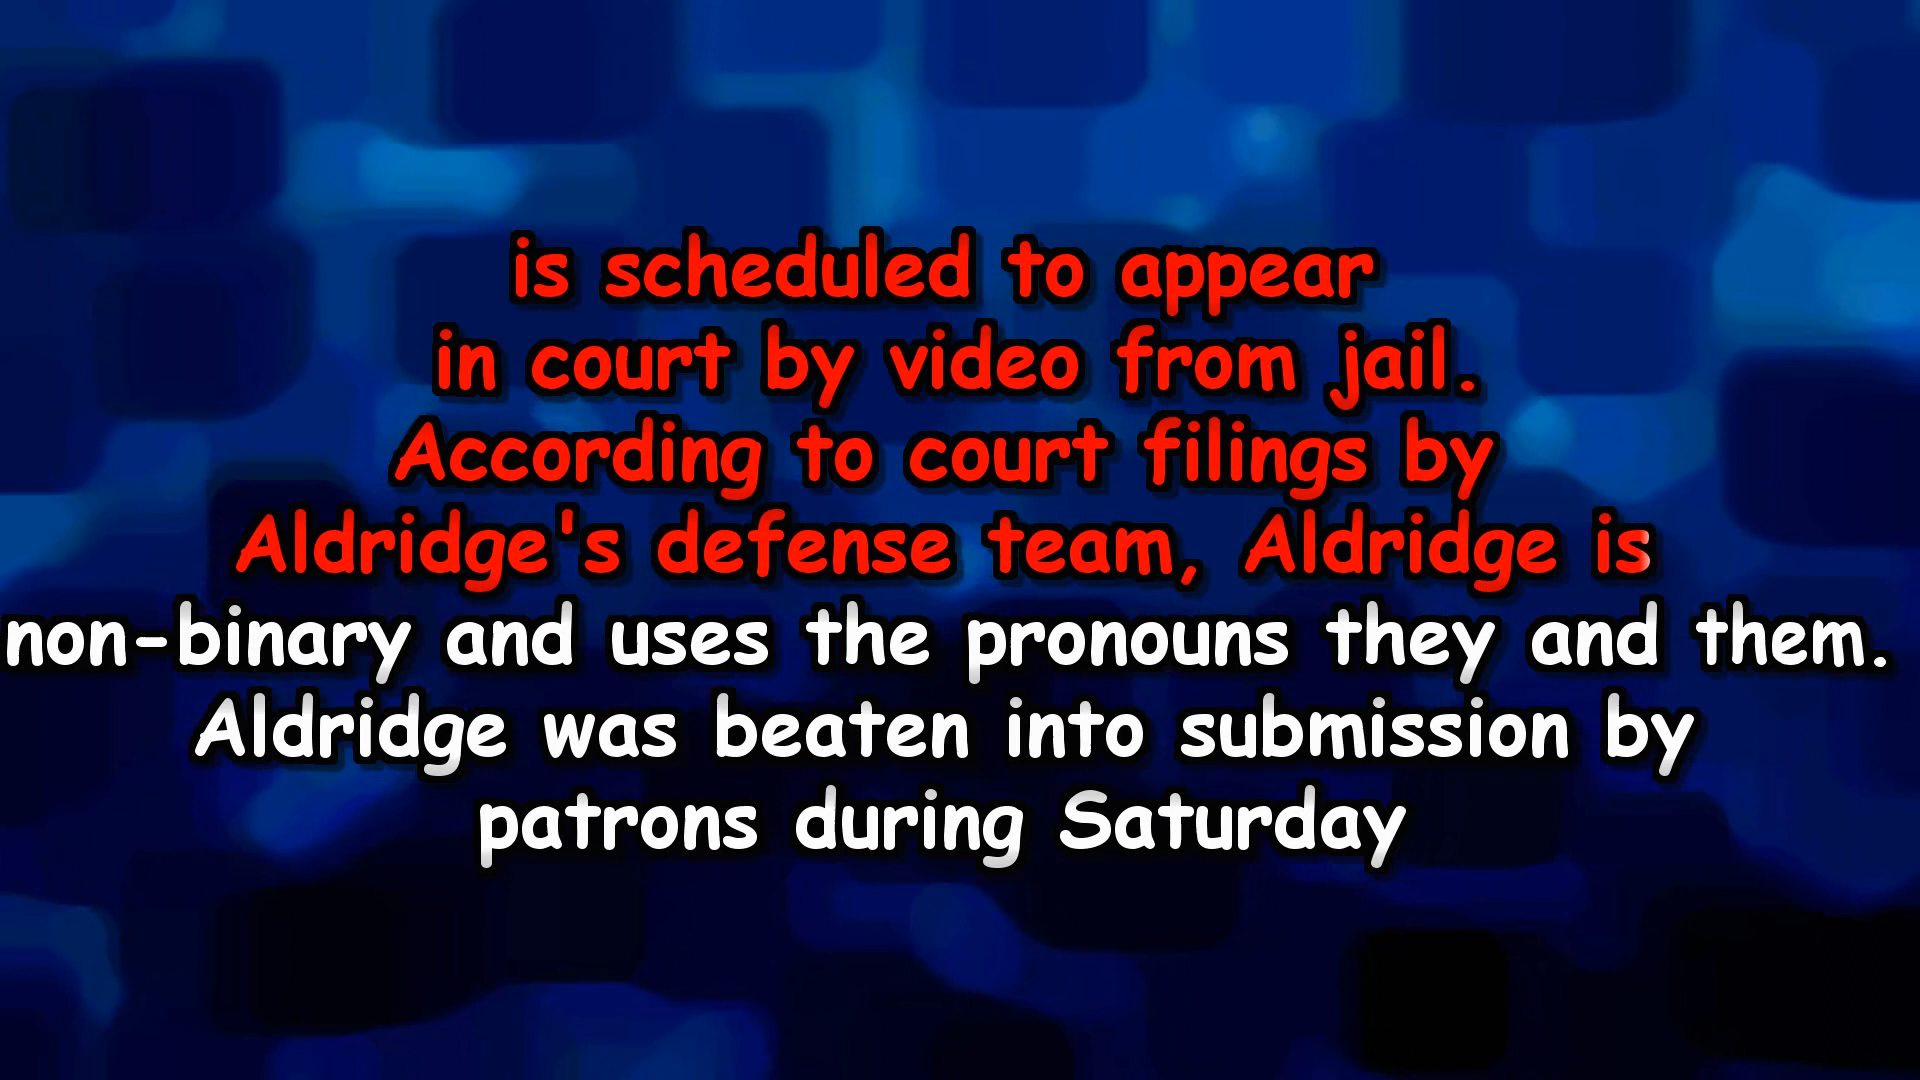 is scheduled to appear
in court by video from jail.
According to court filings by
Aldridge's defense team, Aldridge is
non-binary and uses the pronouns they and them.
Aldridge was beaten into submission by
patrons during Saturday